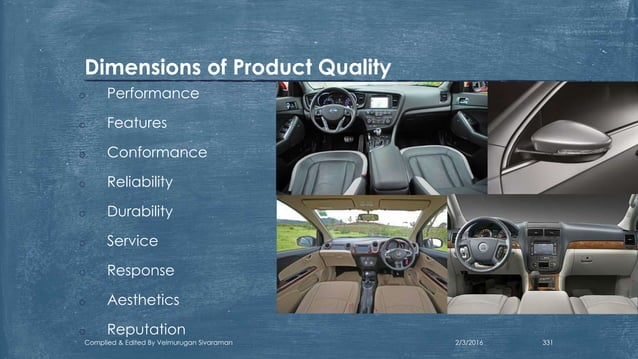 Dimensions of Product Quality
Performance
Features
Conformance
Reliability
Durability
Service
Response
Aesthetics
Reputation
Complied & Edited By Velmurugan Sivaraman 2/3/2016 331